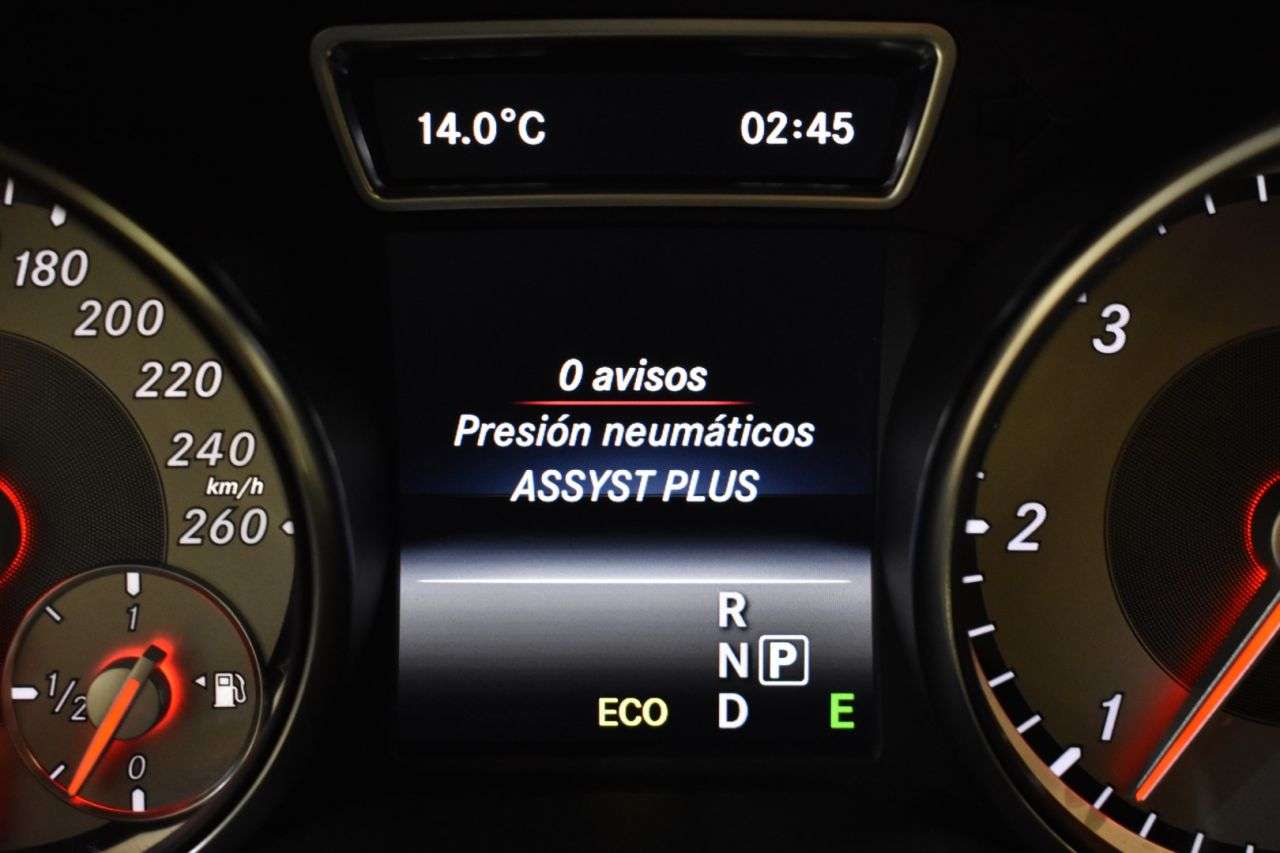 14.0°C 02:45
180
200
220
240
km/h
260
0 avisos
Presión neumáticos
ASSYST PLUS
R
N P
ECO D E
1
1/2
0
3
2
1